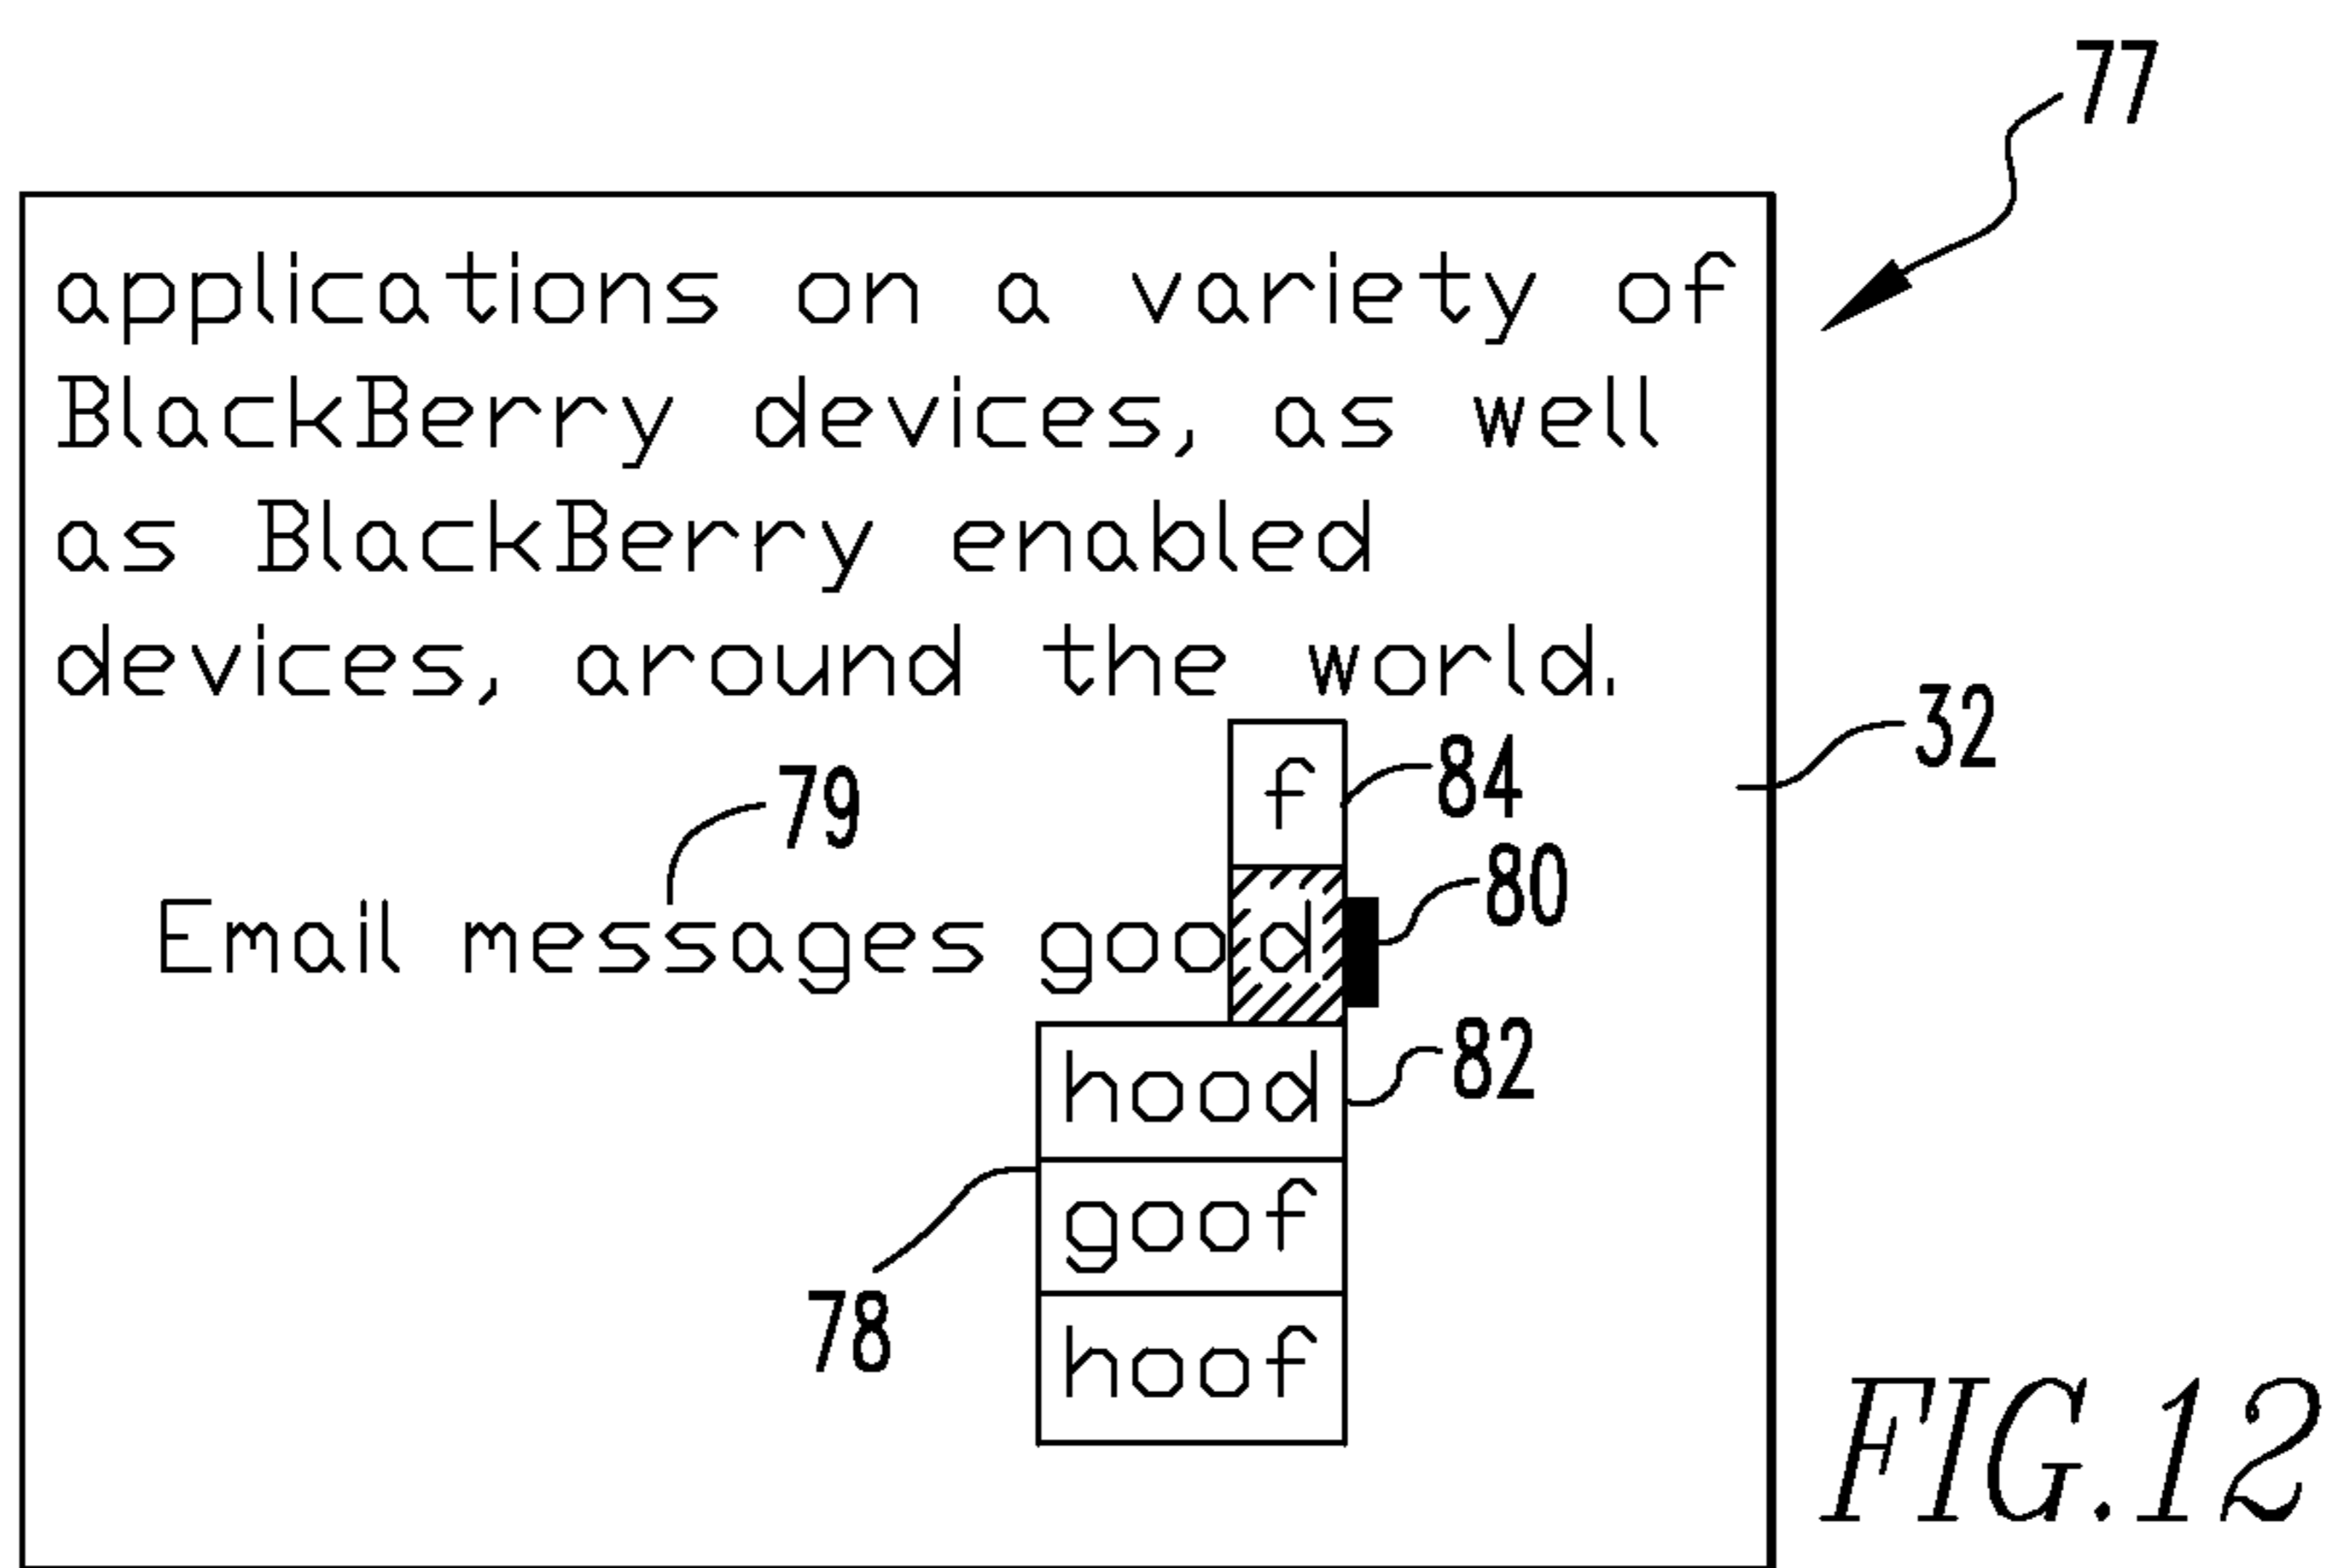 77
applications on a variety of
BlackBerry devices, as well
as BlackBerry enabled
devices, around the world.
32
f
84
79
80
Email messages good
hood
82
goof
78
hoof
FIG.12